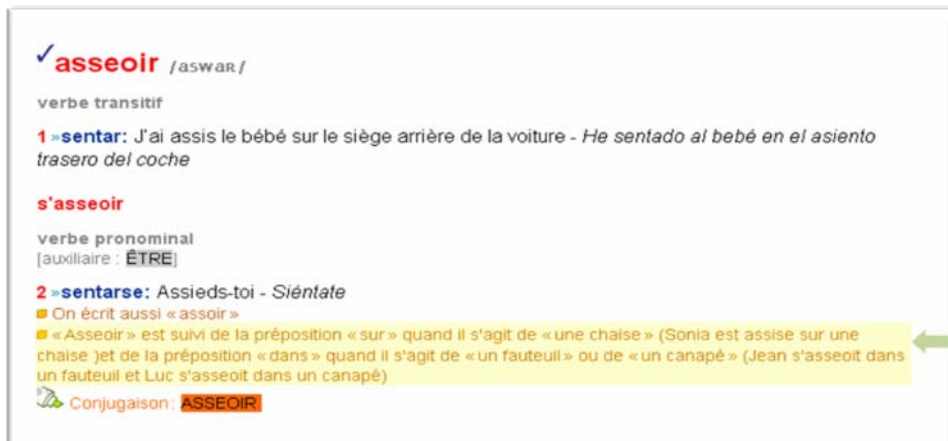 ✓asseoir /aswaʀ/
verbe transitif
1 »sentar: J'ai assis le bébé sur le siège arrière de la voiture - He sentado al bebé en el asiento
trasero del coche
s'asseoir
verbe pronominal
[auxiliaire : ÊTRE]
2 »sentarse: Assieds-toi - Siéntate
On écrit aussi «assoir»
«Asseoir» est suivi de la préposition «sur» quand il s'agit de «une chaise» (Sonia est assise sur une
chaise )et de la préposition «dans» quand il s'agit de «un fauteuil» ou de «un canapé» (Jean s'asseoit dans
un fauteuil et Luc s'asseoit dans un canapé)
Conjugaison: ASSEOIR